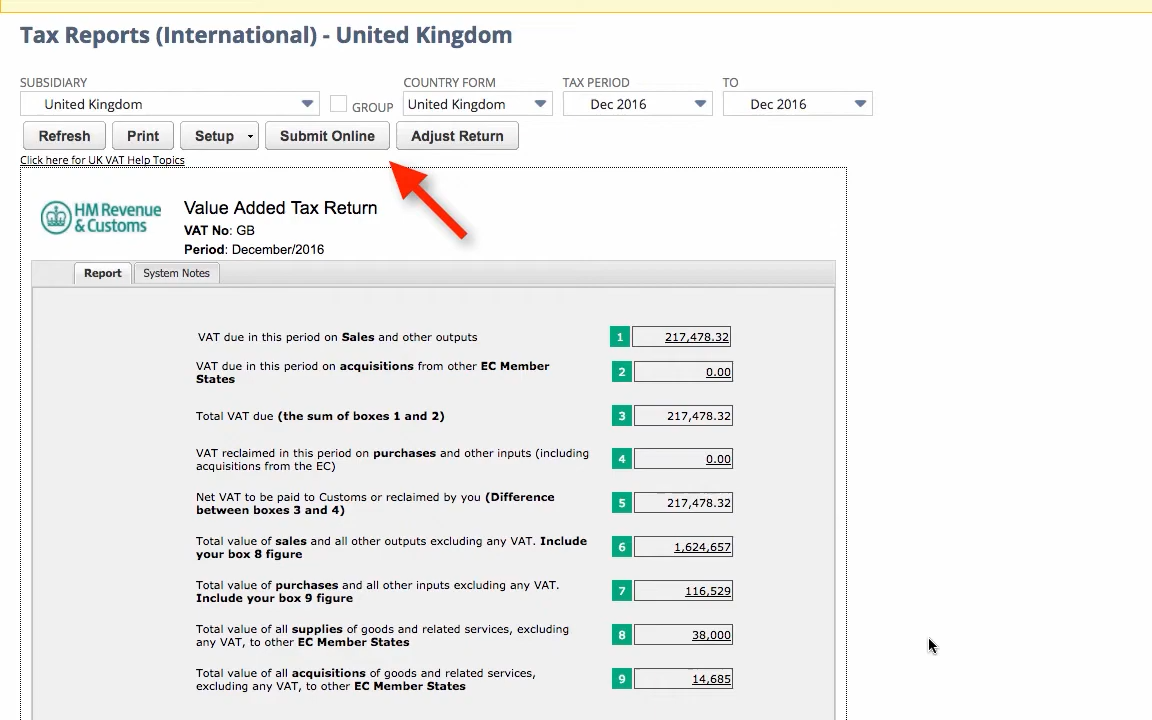 Tax Reports (International) - United Kingdom
SUBSIDIARY COUNTRY FORM TAX PERIOD TO
United Kingdom GROUP United Kingdom Dec 2016 Dec 2016
Refresh Print Setup Submit Online Adjust Return
Click here for UK VAT Help Topics
HM Revenue
& Customs
Value Added Tax Return
VAT No: GB
Period: December/2016
Report System Notes
VAT due in this period on Sales and other outputs 1 217,478.32
VAT due in this period on acquisitions from other EC Member
States 2 0.00
Total VAT due (the sum of boxes 1 and 2) 3 217,478.32
VAT reclaimed in this period on purchases and other inputs (including
acquisitions from the EC) 4 0.00
Net VAT to be paid to Customs or reclaimed by you (Difference
between boxes 3 and 4) 5 217,478.32
Total value of sales and all other outputs excluding any VAT. Include
your box 8 figure 6 1,624,657
Total value of purchases and all other inputs excluding any VAT.
Include your box 9 figure 7 116,529
Total value of all supplies of goods and related services, excluding
any VAT, to other EC Member States 8 38,000
Total value of all acquisitions of goods and related services,
excluding any VAT, to other EC Member States 9 14,685